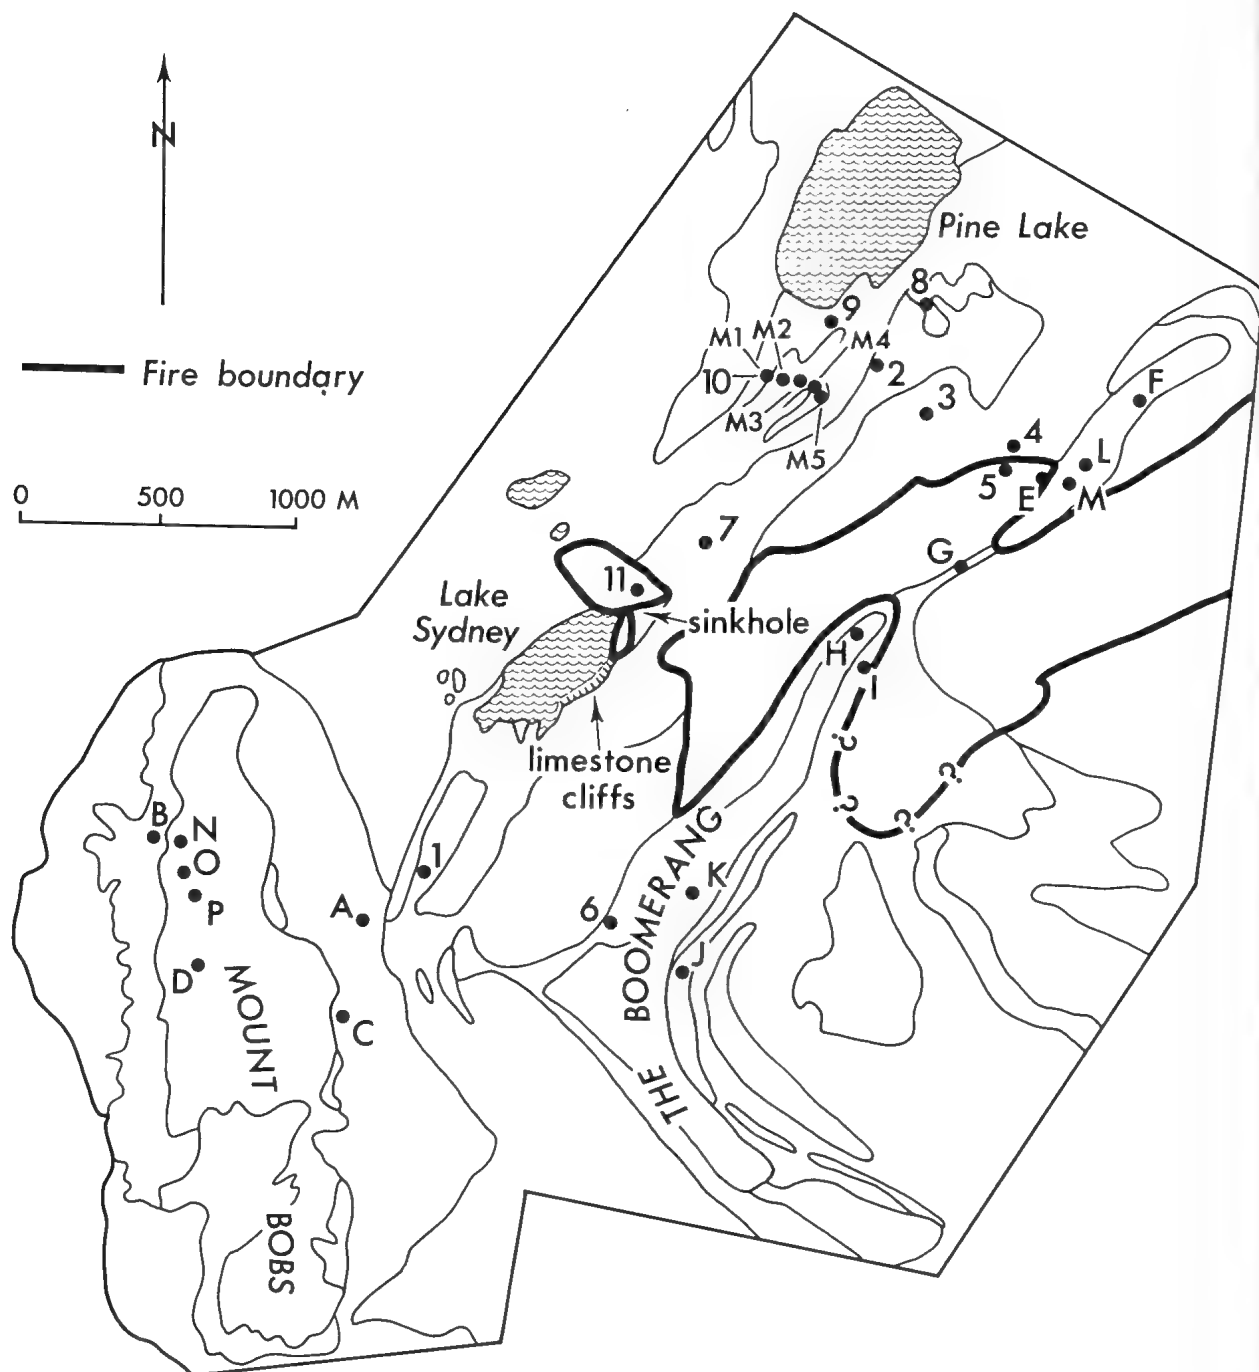 N
Pine Lake
8
9
M1 M2
M4
Fire boundary
10
2
F
3
M3
4
L
M5
0 500 1000 M
5
E
M
7
G
11
Lake
Sydney
sinkhole
H
I
?
limestone
cliffs
?
?
?
B
N
O
1
P
K
A
6
D
J
C
THE BOOMERANG
MOUNT
BOBS